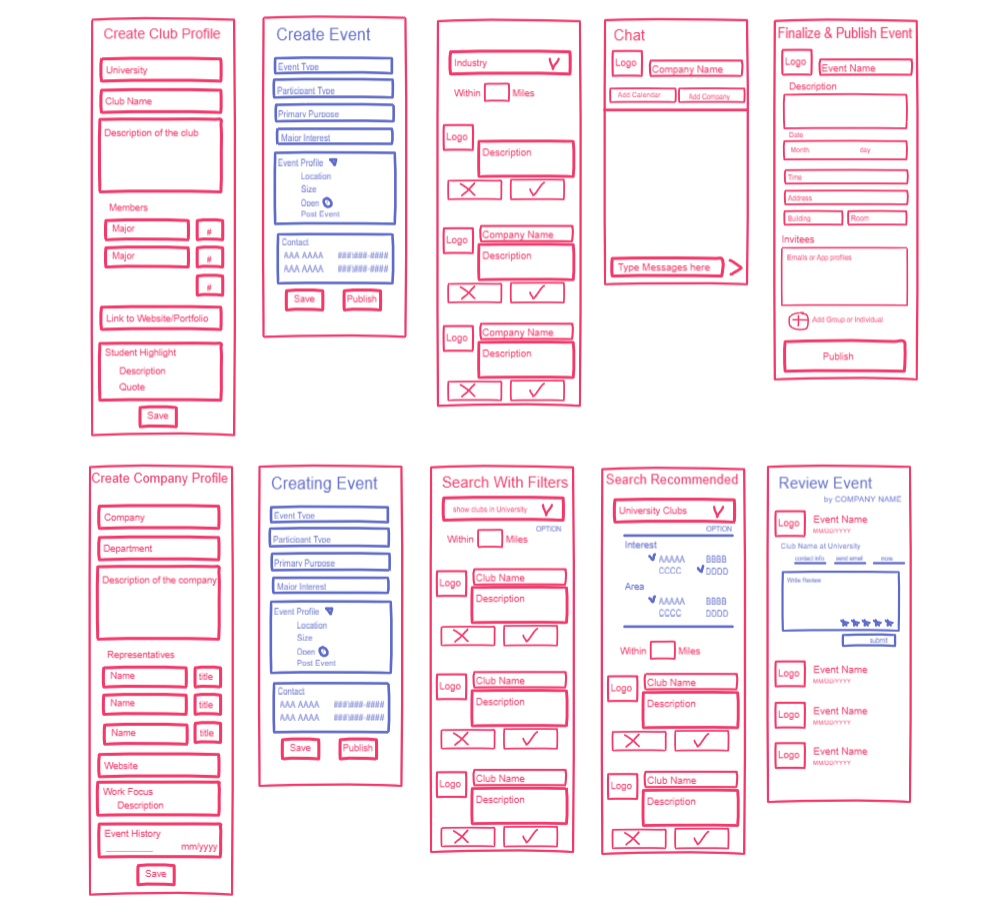 Create Club Profile
University
Club Name
Description of the club
Members
Major
#
Major
#
#
Link to Website/Portfolio
Student Highlight
Description
Quote
Save
Create Event
Event Type
Participant Type
Primary Purpose
Major Interest
Event Profile
Location
Size
Open
Post Event
Contact
AAA AAAA ###\###-####
AAA AAAA ###\###-####
Save
Publish
Industry
Within Miles
Logo
Description
Logo
Company Name
Description
Logo
Company Name
Description
Chat
Logo
Company Name
Add Calendar
Add Company
Type Messages here
Finalize & Publish Event
Logo
Event Name
Description
Date
Month day
Time
Address
Building
Room
Invitees
Emails or App profiles
Add Group or Individual
Publish
Create Company Profile
Company
Department
Description of the company
Representatives
Name
title
Name
title
Name
title
Website
Work Focus
Description
Event History
mm/yyyy
Save
Creating Event
Event Type
Participant Type
Primary Purpose
Major Interest
Event Profile
Location
Size
Open
Post Event
Contact
AAA AAAA ###\###-####
AAA AAAA ###\###-####
Save
Publish
Search With Filters
show clubs in University
OPTION
Within Miles
Logo
Club Name
Description
Logo
Club Name
Description
Logo
Club Name
Description
Search Recommended
University Clubs
OPTION
Interest
AAAAA BBBB
CCCC DDDD
Area
AAAAA BBBB
CCCC DDDD
Within Miles
Logo
Club Name
Description
Logo
Club Name
Description
Review Event
by COMPANY NAME
Logo
Event Name
MM/DD/YYYY
Club Name at University
contact info send email more
Write Review
submit
Logo
Event Name
MM/DD/YYYY
Logo
Event Name
MM/DD/YYYY
Logo
Event Name
MM/DD/YYYY